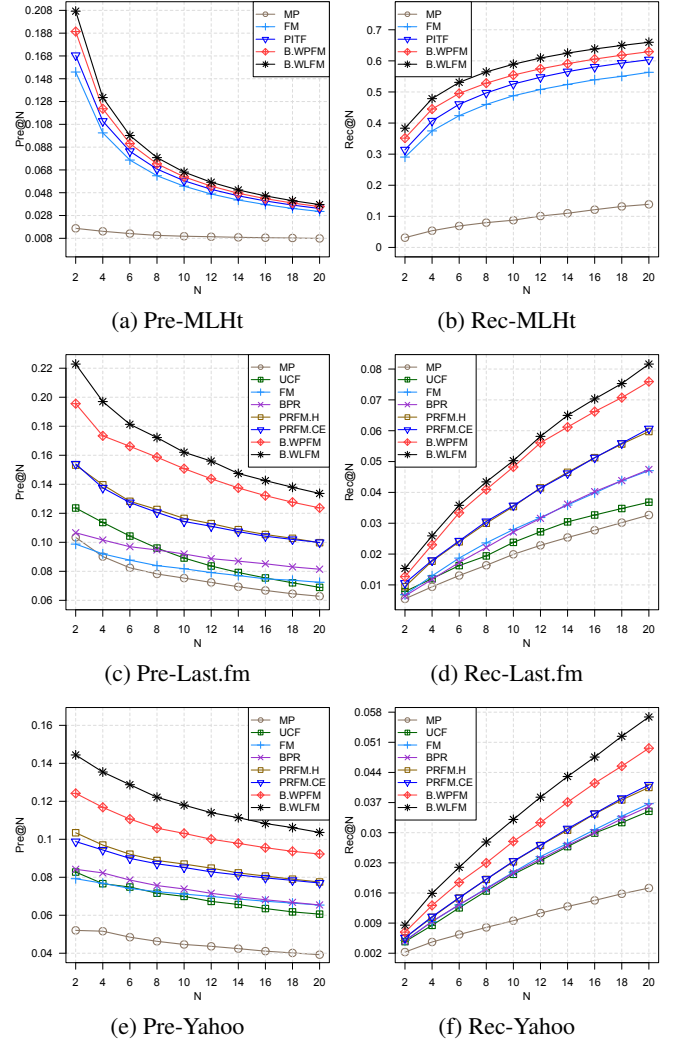 0.208
0.188
0.168
0.148
0.128
0.108
0.088
0.068
0.048
0.028
0.008
Pre@N
2 4 6 8 10 12 14 16 18 20
N
MP
FM
PITF
B.WPFM
B.WLFM
(a) Pre-MLHt
0.7
0.6
0.5
0.4
0.3
0.2
0.1
0
Rec@N
2 4 6 8 10 12 14 16 18 20
N
MP
FM
PITF
B.WPFM
B.WLFM
(b) Rec-MLHt
0.22
0.20
0.18
0.16
0.14
0.12
0.10
0.08
0.06
Pre@N
2 4 6 8 10 12 14 16 18 20
N
MP
UCF
FM
BPR
PRFM.H
PRFM.CE
B.WPFM
B.WLFM
(c) Pre-Last.fm
0.08
0.07
0.06
0.05
0.04
0.03
0.02
0.01
Rec@N
2 4 6 8 10 12 14 16 18 20
N
MP
UCF
FM
BPR
PRFM.H
PRFM.CE
B.WPFM
B.WLFM
(d) Rec-Last.fm
0.16
0.14
0.12
0.1
0.08
0.06
0.04
Pre@N
2 4 6 8 10 12 14 16 18 20
N
MP
UCF
FM
BPR
PRFM.H
PRFM.CE
B.WPFM
B.WLFM
(e) Pre-Yahoo
0.058
0.051
0.044
0.037
0.03
0.023
0.016
0.009
0.002
Rec@N
2 4 6 8 10 12 14 16 18 20
N
MP
UCF
FM
BPR
PRFM.H
PRFM.CE
B.WPFM
B.WLFM
(f) Rec-Yahoo